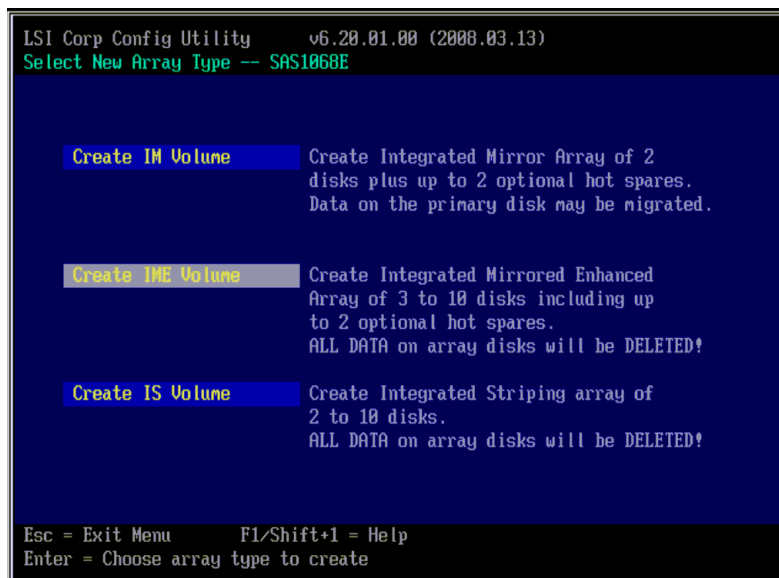 LSI Corp Config Utility v6.20.01.00 (2008.03.13)
Select New Array Type -- SAS1068E
Create IM Volume Create Integrated Mirror Array of 2
disks plus up to 2 optional hot spares.
Data on the primary disk may be migrated.
Create IME Volume Create Integrated Mirrored Enhanced
Array of 3 to 10 disks including up
to 2 optional hot spares.
ALL DATA on array disks will be DELETED!
Create IS Volume Create Integrated Striping array of
2 to 10 disks.
ALL DATA on array disks will be DELETED!
Esc = Exit Menu F1/Shift+1 = Help
Enter = Choose array type to create